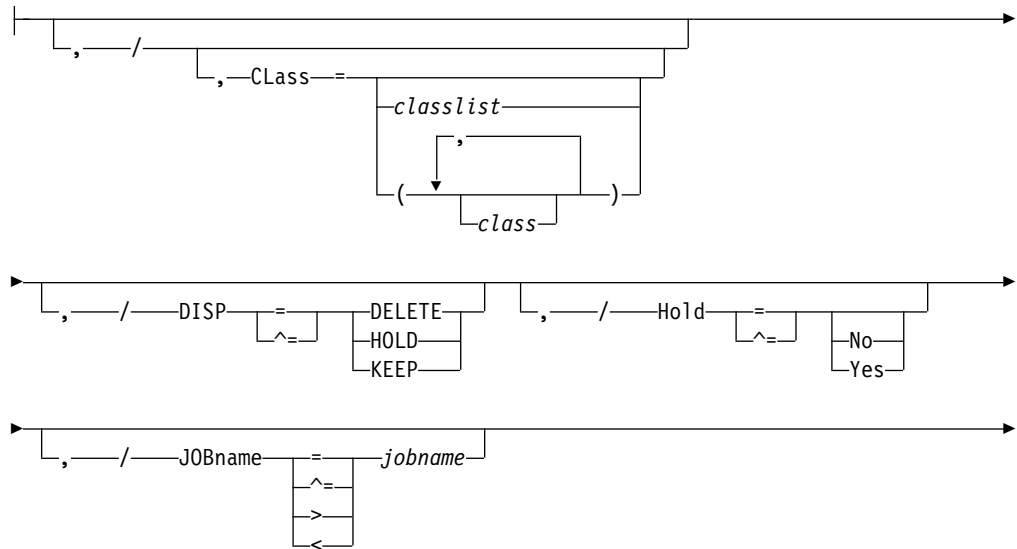 , /
, CLass =
classlist
,
( class )
, / DISP = DELETE , / Hold =
^= HOLD ^= No
KEEP Yes
, / JOBname = jobname
^=
>
<